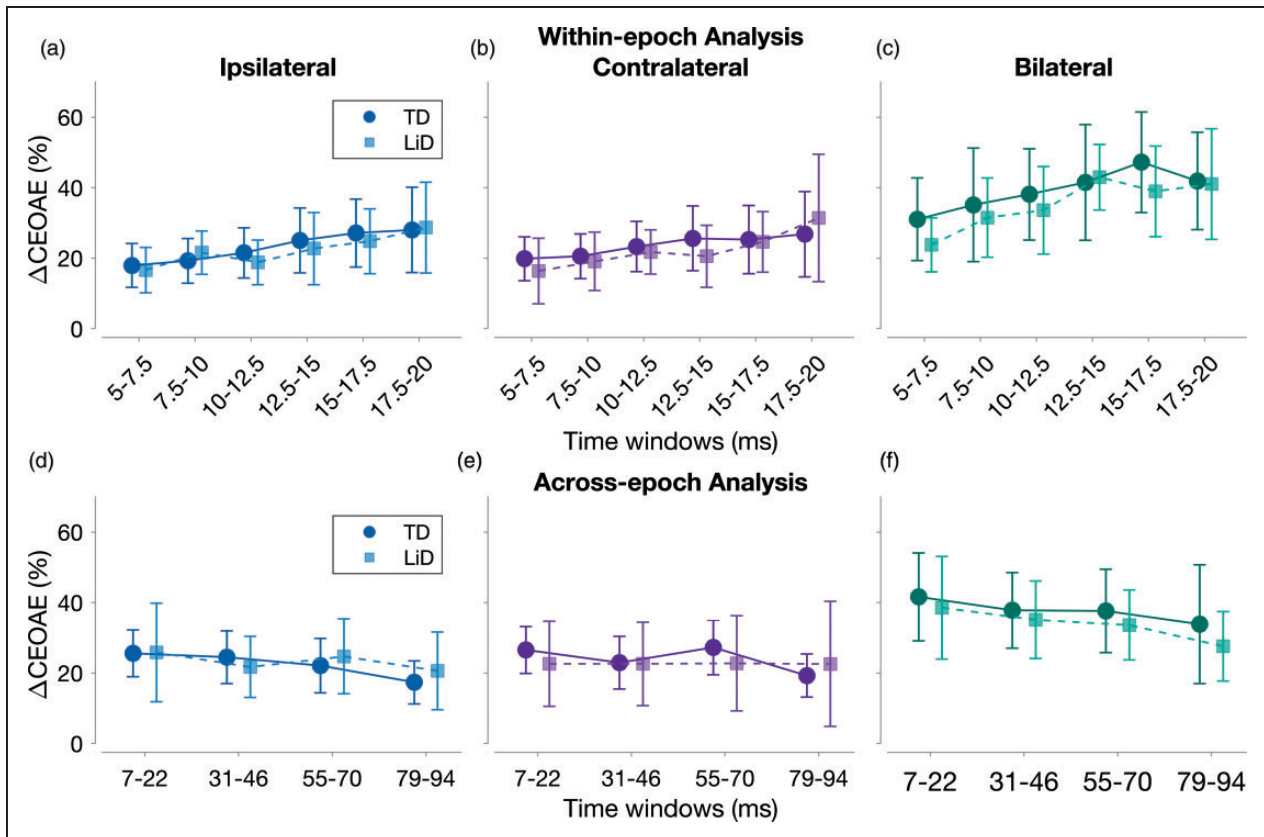 Within-epoch Analysis
(a) (b) (c)
Ipsilateral Contralateral Bilateral
TD
LiD
ΔCEOAE (%)
60
40
20
0
5-7.5 7.5-10 10-12.5 12.5-15 15-17.5 17.5-20
5-7.5 7.5-10 10-12.5 12.5-15 15-17.5 17.5-20
5-7.5 7.5-10 10-12.5 12.5-15 15-17.5 17.5-20
Time windows (ms)
(d) (e) (f)
Across-epoch Analysis
TD
LiD
ΔCEOAE (%)
60
40
20
0
7-22 31-46 55-70 79-94
7-22 31-46 55-70 79-94
7-22 31-46 55-70 79-94
Time windows (ms)